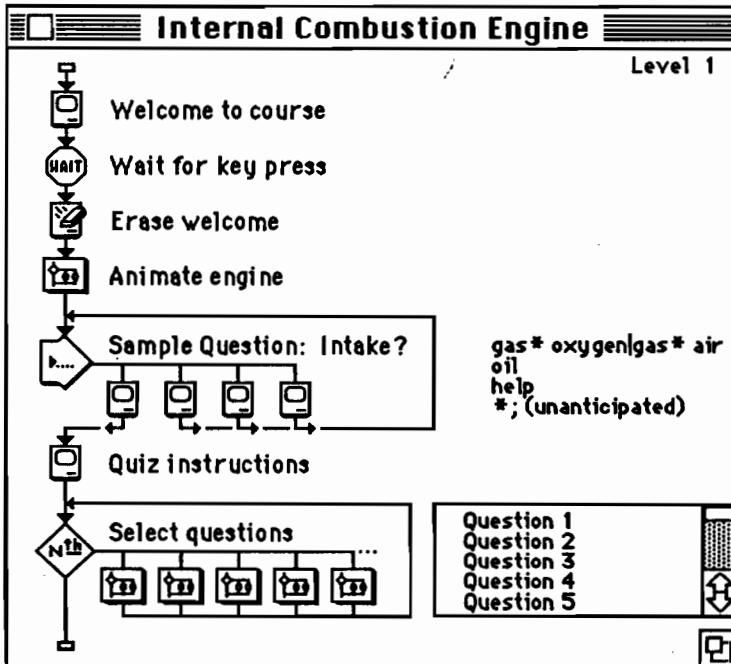 Internal Combustion Engine
Level 1
Welcome to course
WAIT
Wait for key press
Erase welcome
Animate engine
Sample Question: Intake?
gas* oxygen|gas* air
oil
help
*; (unanticipated)
Quiz instructions
Select questions
Nth
...
Question 1
Question 2
Question 3
Question 4
Question 5